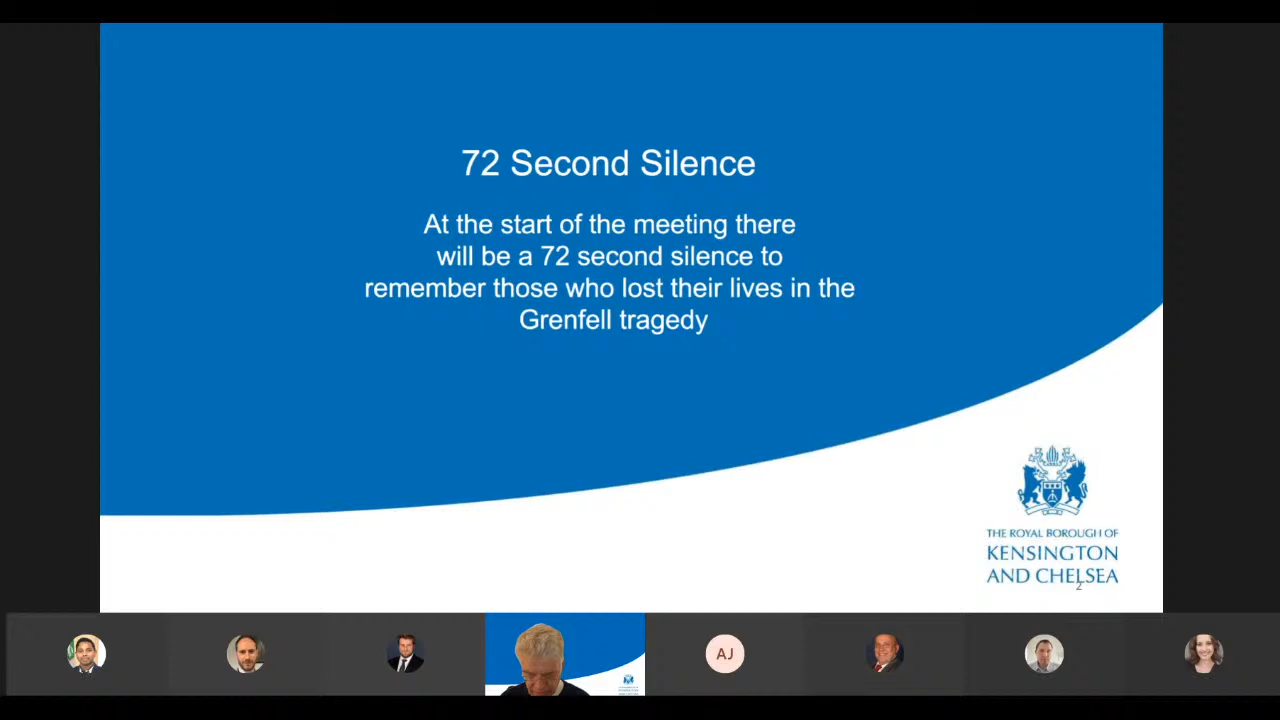 72 Second Silence
At the start of the meeting there
will be a 72 second silence to
remember those who lost their lives in the
Grenfell tragedy
THE ROYAL BOROUGH OF
KENSINGTON
AND CHELSEA
2
AJ